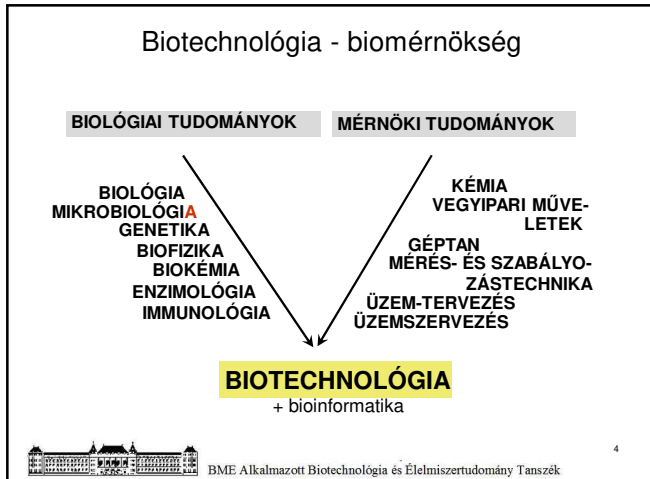 Biotechnológia - biomérnökség
BIOLÓGIAI TUDOMÁNYOK
MÉRNÖKI TUDOMÁNYOK
BIOLÓGIA
MIKROBIOLÓGIA
GENETIKA
BIOFIZIKA
BIOKÉMIA
ENZIMOLÓGIA
IMMUNOLÓGIA
KÉMIA
VEGYIPARI MŰVE-
LETEK
GÉPTAN
MÉRÉS- ÉS SZABÁLYO-
ZÁSTECHNIKA
ÜZEM-TERVEZÉS
ÜZEMSZERVEZÉS
BIOTECHNOLÓGIA
+ bioinformatika
BME Alkalmazott Biotechnológia és Élelmiszertudomány Tanszék
4